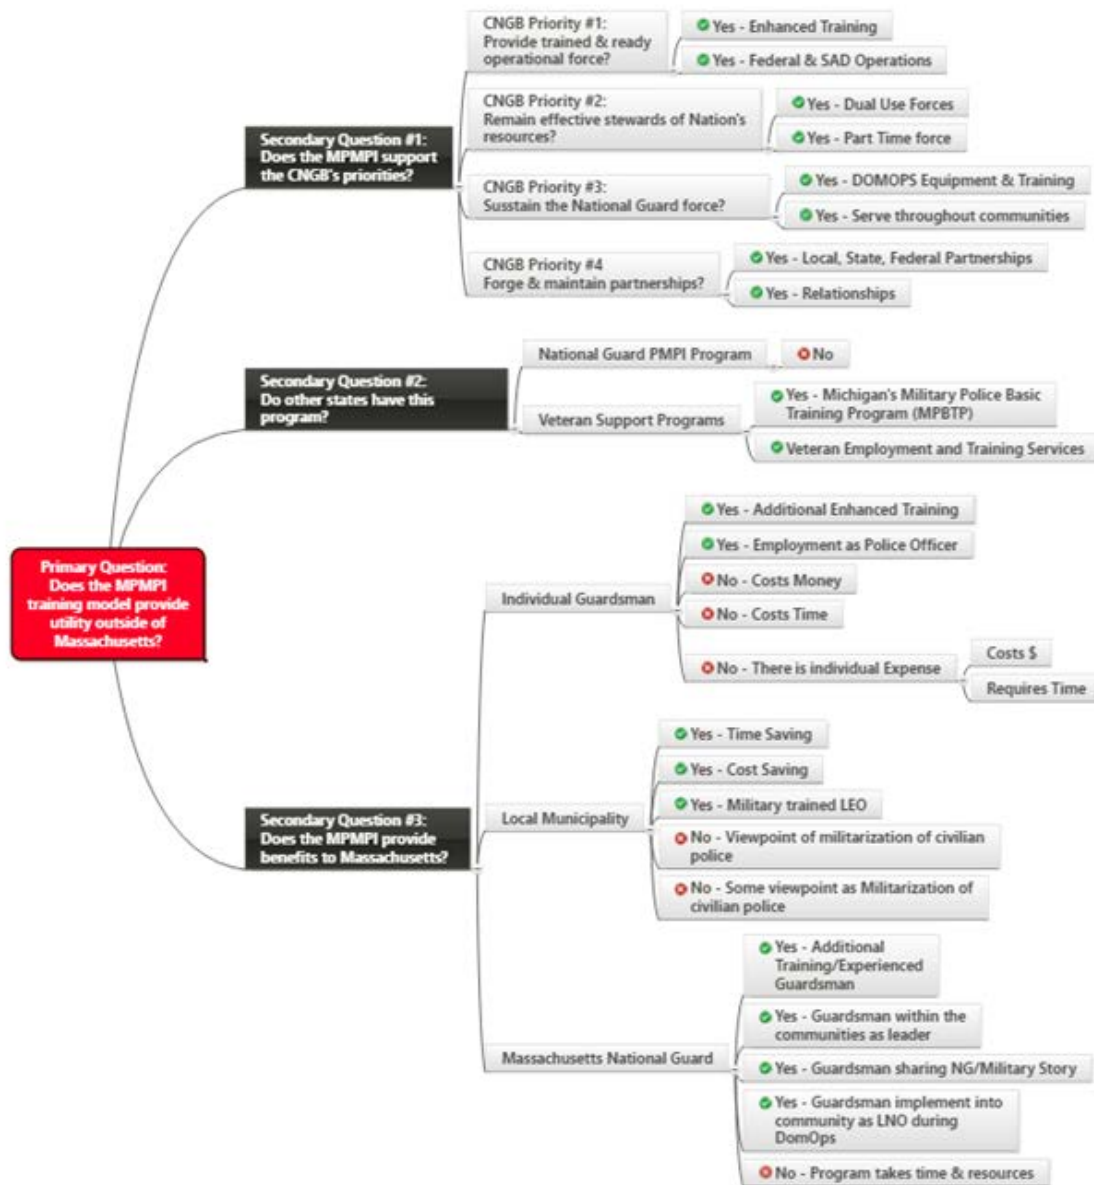 CNGB Priority #1:
Provide trained & ready
operational force?
Yes - Enhanced Training
Yes - Federal & SAD Operations
CNGB Priority #2:
Remain effective stewards of Nation's
resources?
Yes - Dual Use Forces
Yes - Part Time force
Secondary Question #1:
Does the MPMPI support
the CNGB's priorities?
CNGB Priority #3:
Susstain the National Guard force?
Yes - DOMOPS Equipment & Training
Yes - Serve throughout communities
CNGB Priority #4
Forge & maintain partnerships?
Yes - Local, State, Federal Partnerships
Yes - Relationships
Secondary Question #2:
Do other states have this
program?
National Guard PMPI Program
No
Veteran Support Programs
Yes - Michigan's Military Police Basic
Training Program (MPBTP)
Veteran Employment and Training Services
Primary Question:
Does the MPMPI
training model provide
utility outside of
Massachusetts?
Secondary Question #3:
Does the MPMPI provide
benefits to Massachusetts?
Individual Guardsman
Yes - Additional Enhanced Training
Yes - Employment as Police Officer
No - Costs Money
No - Costs Time
No - There is individual Expense
Costs $
Requires Time
Local Municipality
Yes - Time Saving
Yes - Cost Saving
Yes - Military trained LEO
No - Viewpoint of militarization of civilian
police
No - Some viewpoint as Militarization of
civilian police
Massachusetts National Guard
Yes - Additional
Training/Experienced
Guardsman
Yes - Guardsman within the
communities as leader
Yes - Guardsman sharing NG/Military Story
Yes - Guardsman implement into
community as LNO during
DomOps
No - Program takes time & resources